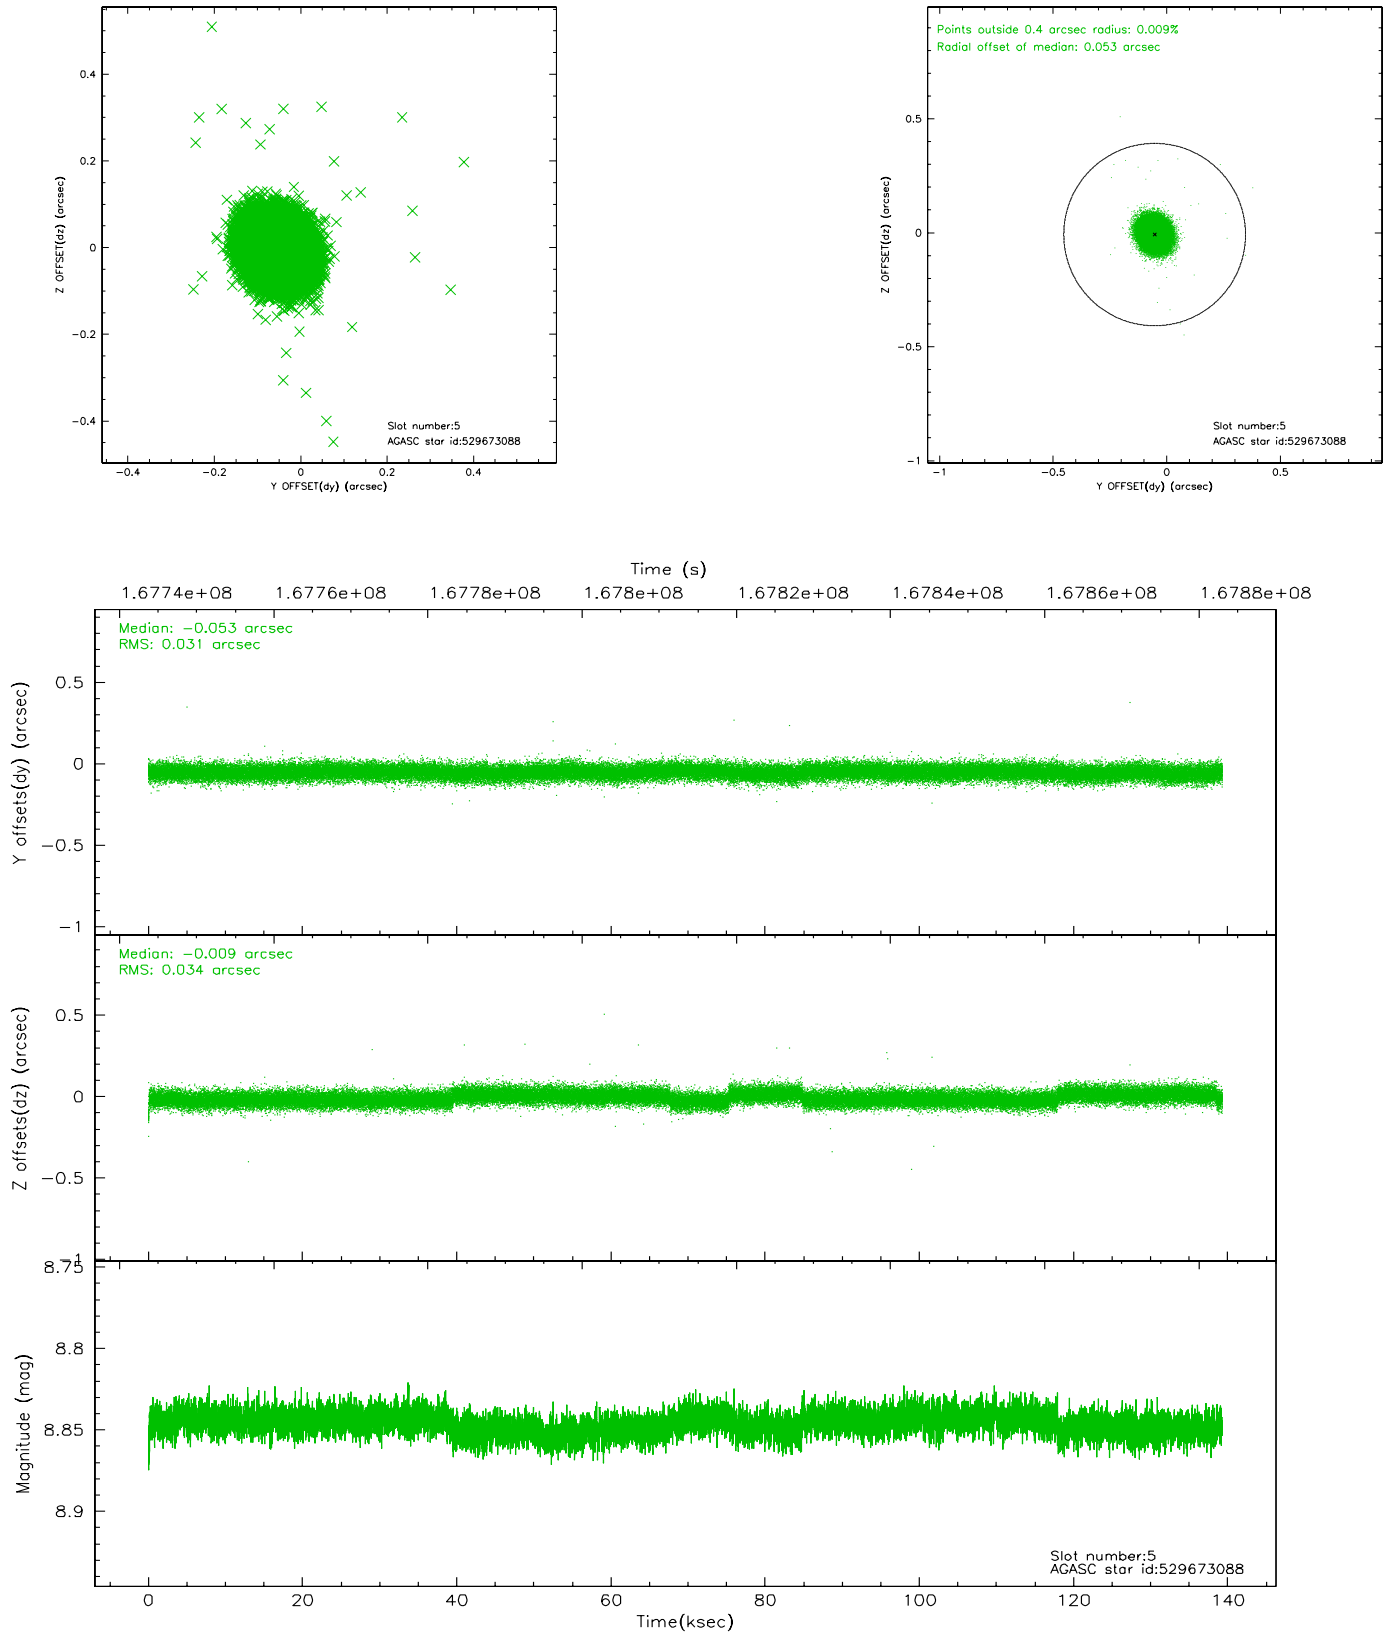 0.4
0.2
0
−0.2
−0.4
Z OFFSET(dz) (arcsec)
Slot number:5
AGASC star id:529673088
−0.4 −0.2 0 0.2 0.4
Y OFFSET(dy) (arcsec)
Points outside 0.4 arcsec radius: 0.009%
Radial offset of median: 0.053 arcsec
0.5
0
−0.5
−1
Z OFFSET(dz) (arcsec)
Slot number:5
AGASC star id:529673088
−1 −0.5 0 0.5
Y OFFSET(dy) (arcsec)
Time (s)
1.6774e+08 1.6776e+08 1.6778e+08 1.678e+08 1.6782e+08 1.6784e+08 1.6786e+08 1.6788e+08
Median: −0.053 arcsec
RMS: 0.031 arcsec
0.5
0
−0.5
−1
Y offsets(dy) (arcsec)
Median: −0.009 arcsec
RMS: 0.034 arcsec
0.5
0
−0.5
−1
Z offsets(dz) (arcsec)
8.75
8.8
8.85
8.9
Magnitude (mag)
Slot number:5
AGASC star id:529673088
0 20 40 60 80 100 120 140
Time(ksec)